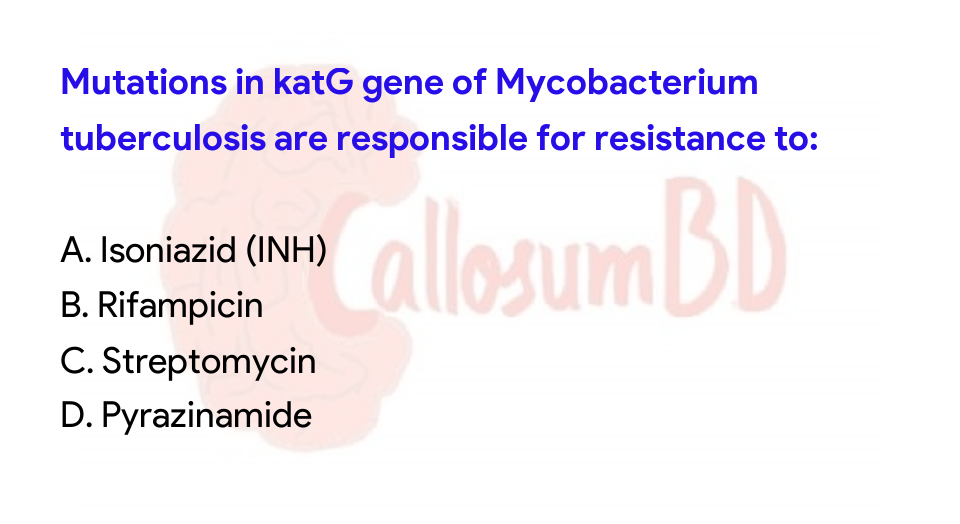 Mutations in katG gene of Mycobacterium
tuberculosis are responsible for resistance to:
CallosumBD
A. Isoniazid (INH)
B. Rifampicin
C. Streptomycin
D. Pyrazinamide